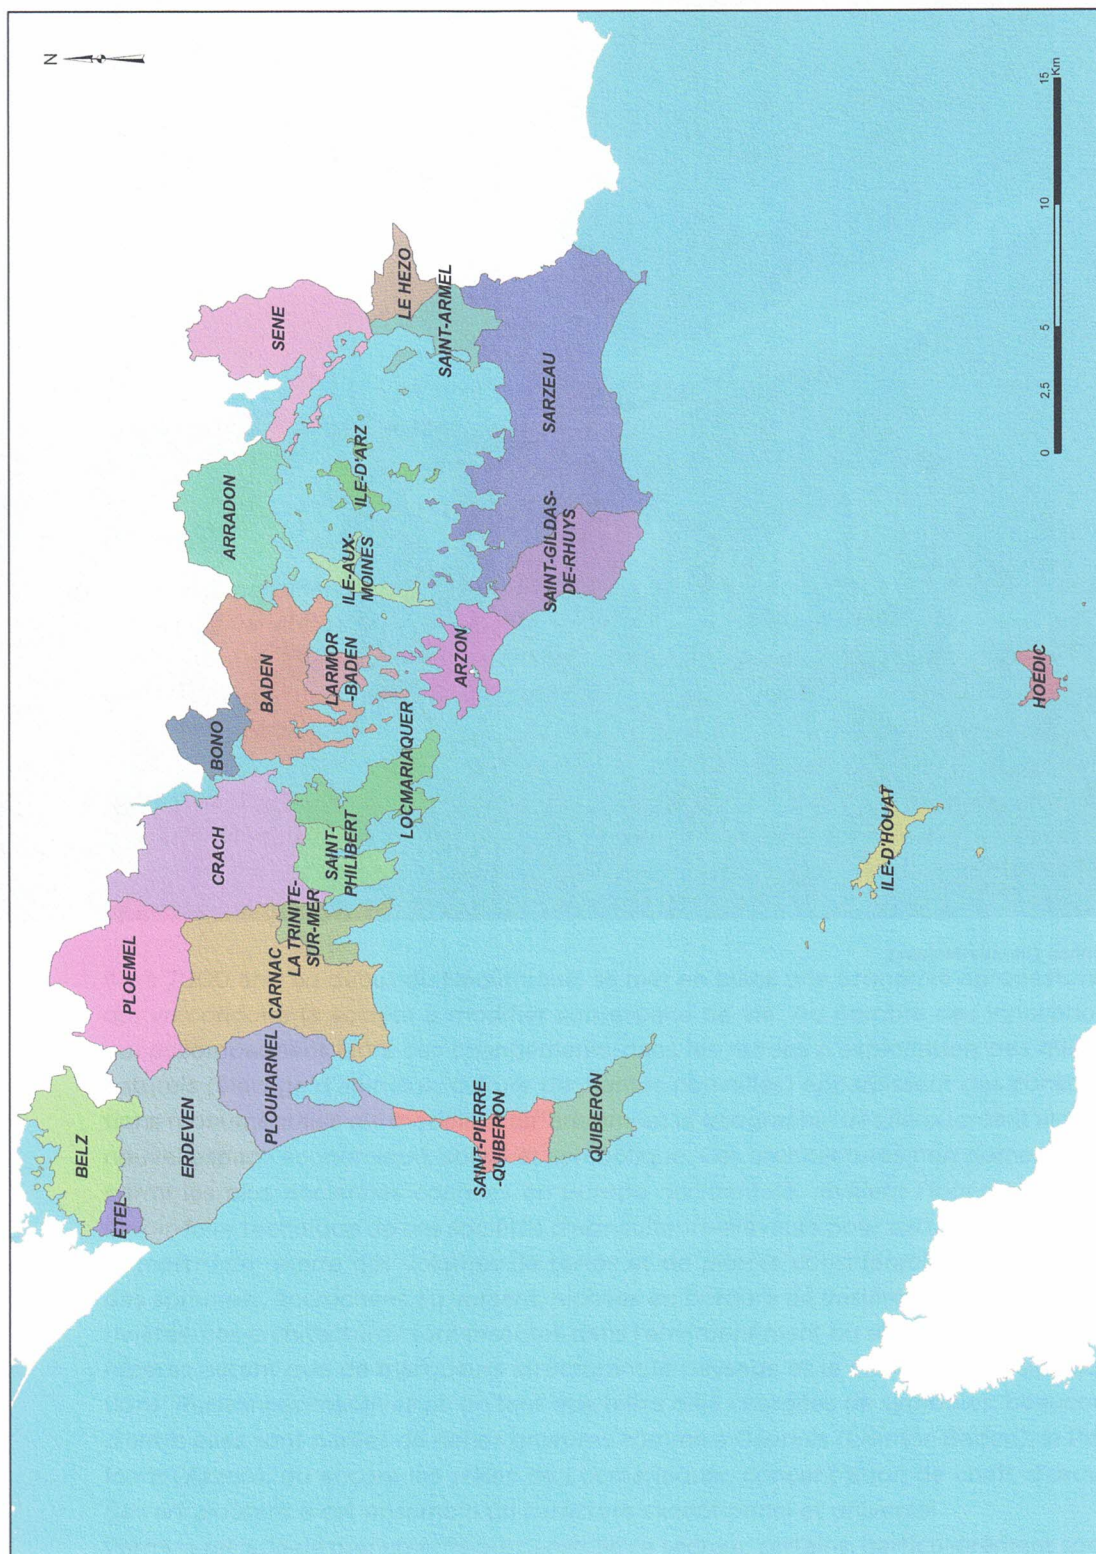 N
BELZ
ETEL
ERDEVEN
PLOEMEL
PLOUHARNEL
CARNAC
LA TRINITE-
SUR-MER
CRACH
SAINT-
PHILIBERT
LOCMARIAQUER
BONO
BADEN
LARMOR
-BADEN
ARRADON
ILE-AUX-
MOINES
ILE-D'ARZ
SENE
LE HEZO
SAINT-ARMEL
SARZEAU
SAINT-GILDAS-
DE-RHUYS
ARZON
SAINT-PIERRE
-QUIBERON
QUIBERON
ILE-D'HOUAT
HOEDIC
0 2,5 5 10 15
Km